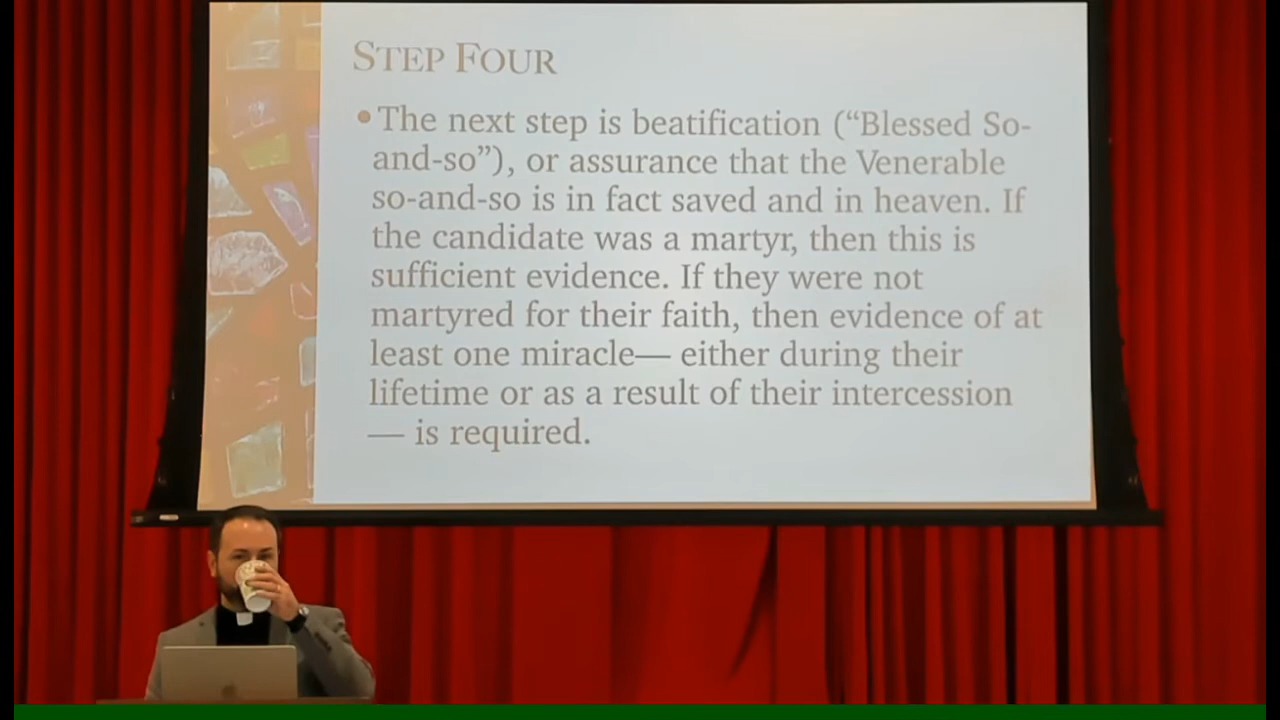 STEP FOUR
•The next step is beatification (“Blessed So-
and-so”), or assurance that the Venerable
so-and-so is in fact saved and in heaven. If
the candidate was a martyr, then this is
sufficient evidence. If they were not
martyred for their faith, then evidence of at
least one miracle— either during their
lifetime or as a result of their intercession
— is required.